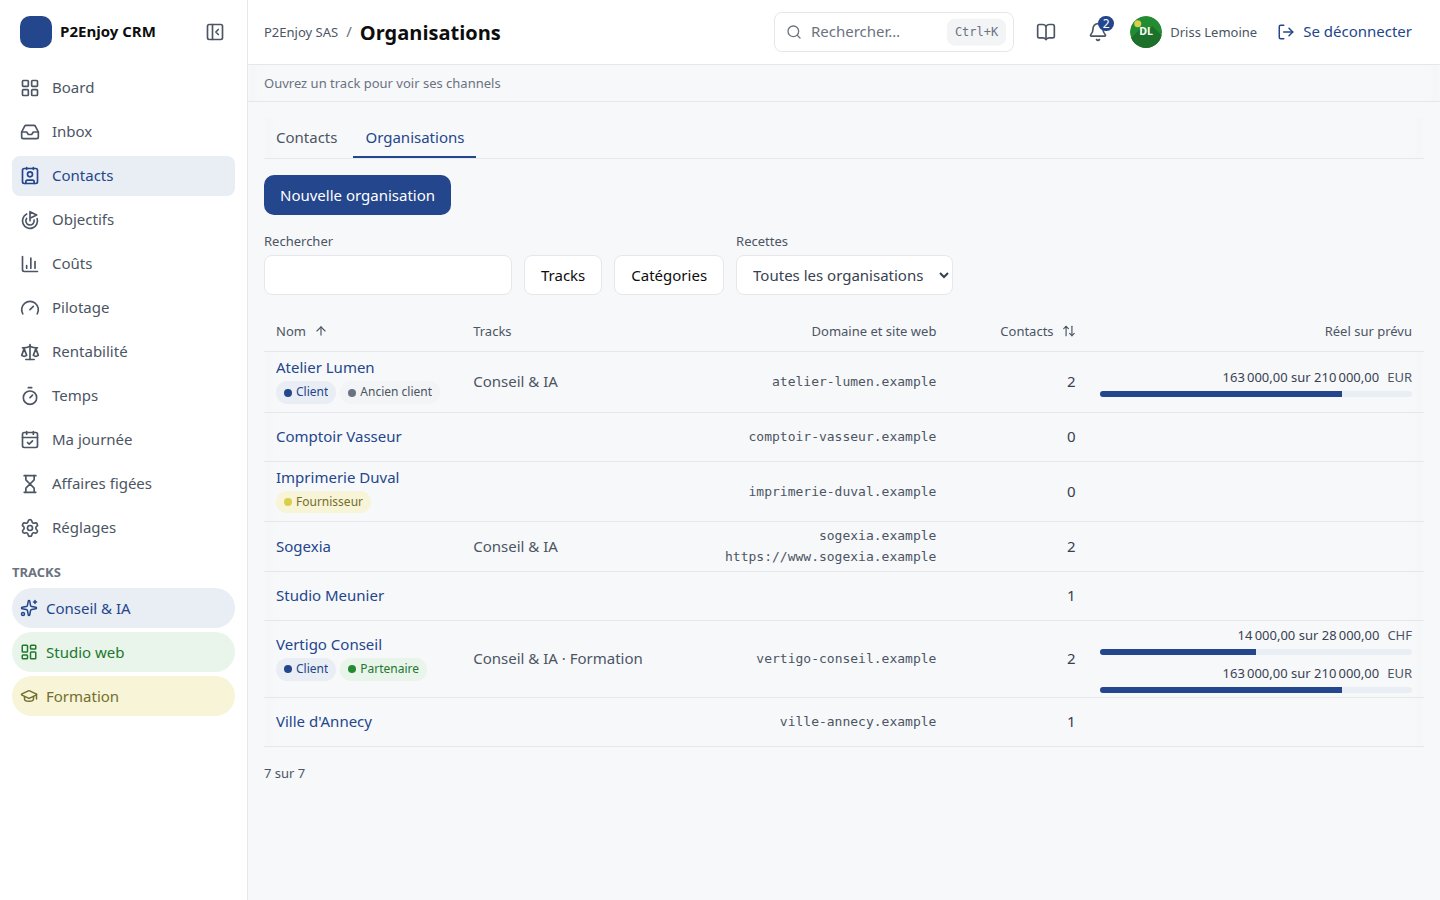 P2Enjoy CRM
P2Enjoy SAS / Organisations
Rechercher... Ctrl+K
2
DL
Driss Lemoine
Se déconnecter
Board
Inbox
Contacts
Objectifs
Coûts
Pilotage
Rentabilité
Temps
Ma journée
Affaires figées
Réglages
TRACKS
Conseil & IA
Studio web
Formation
Ouvrez un track pour voir ses channels
Contacts Organisations
Nouvelle organisation
Rechercher Recettes
Tracks Catégories Toutes les organisations
Nom Tracks Domaine et site web Contacts Réel sur prévu
Atelier Lumen
Client Ancien client
Conseil & IA
atelier-lumen.example
2
163 000,00 sur 210 000,00 EUR
Comptoir Vasseur comptoir-vasseur.example 0
Imprimerie Duval
Fournisseur
imprimerie-duval.example
0
Sogexia
Conseil & IA
sogexia.example
https://www.sogexia.example
2
Studio Meunier 1
Vertigo Conseil
Client Partenaire
Conseil & IA · Formation
vertigo-conseil.example
2
14 000,00 sur 28 000,00 CHF
163 000,00 sur 210 000,00 EUR
Ville d'Annecy ville-annecy.example 1
7 sur 7